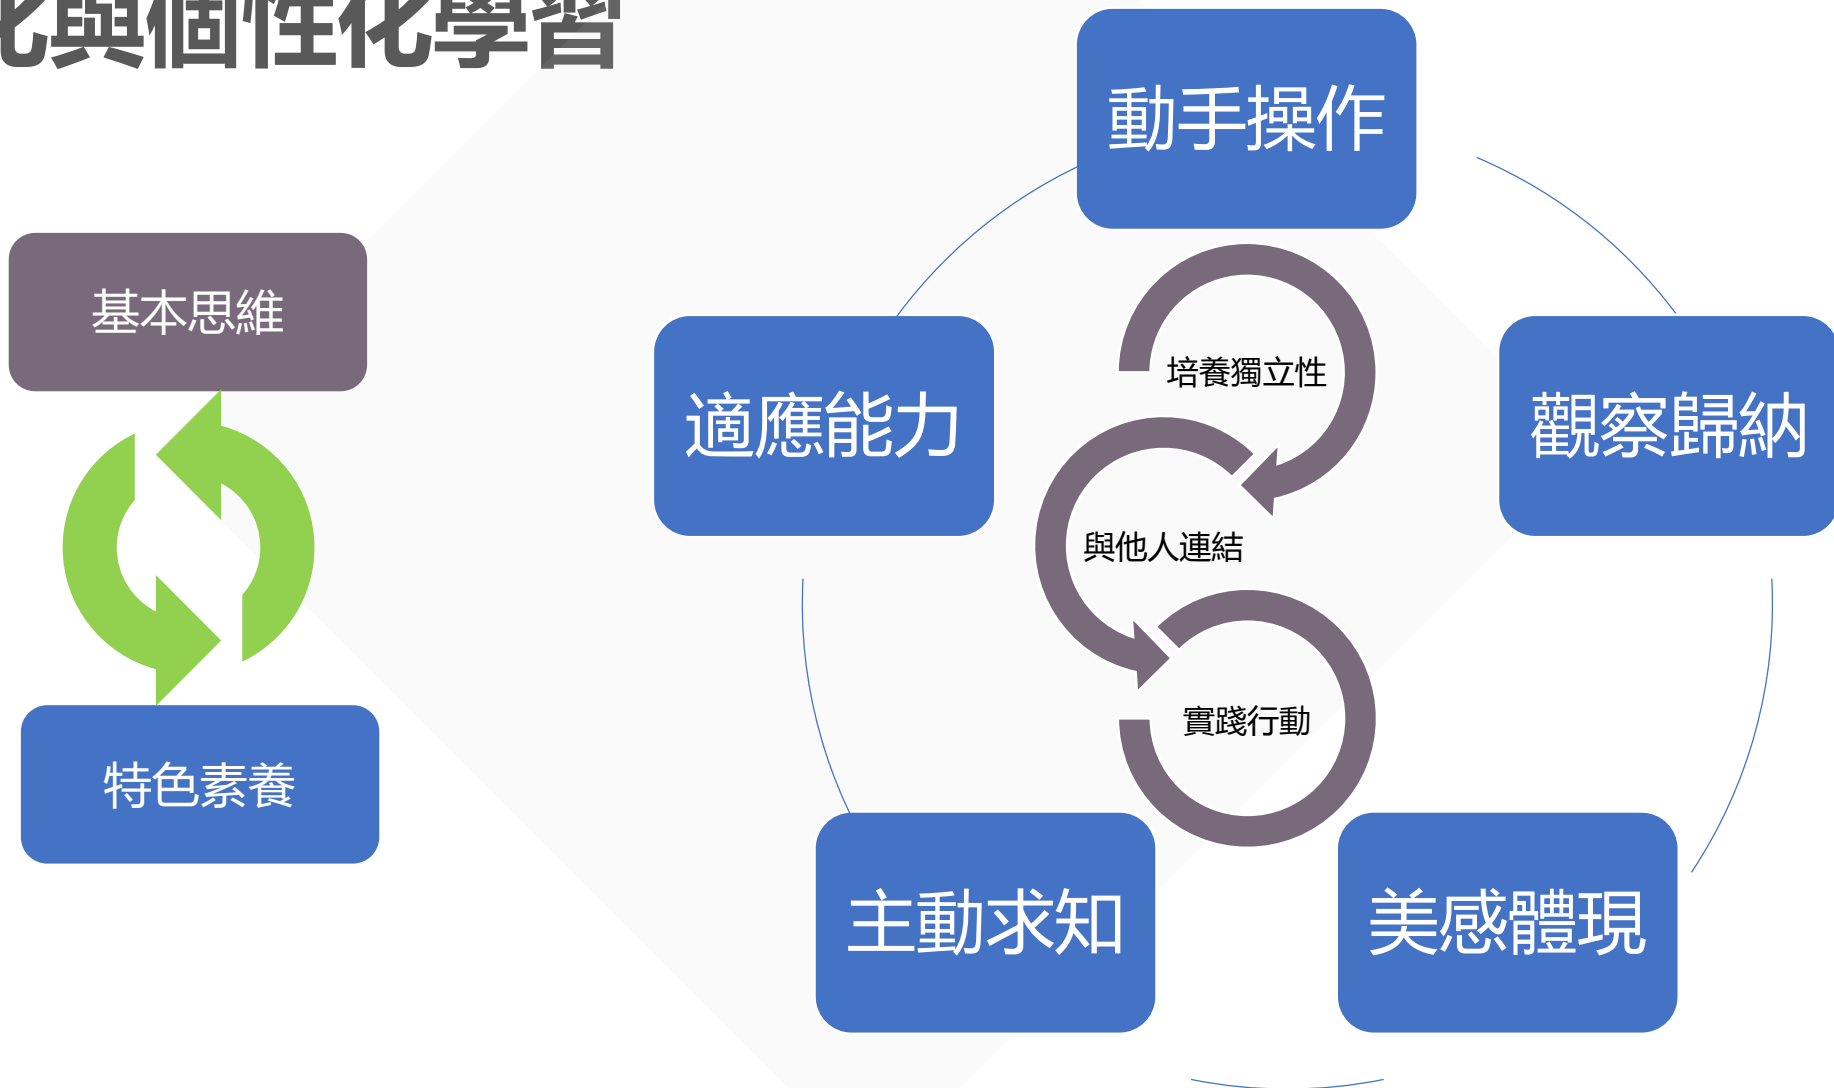 化與個性化學習
動手操作
基本思維
培養獨立性
適應能力
觀察歸納
與他人連結
實踐行動
特色素養
主動求知
美感體現